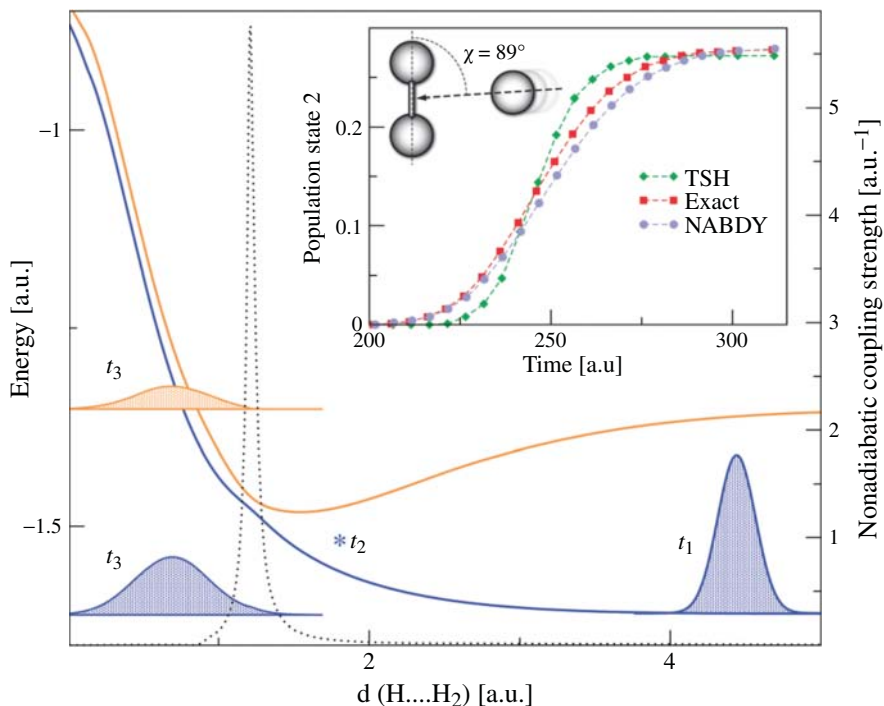 Energy [a.u.]
−1
−1.5
Population state 2
0.2
0.1
0
χ = 89°
TSH
Exact
NABDY
200
250
300
Time [a.u]
t3
t3
*t2
t1
Nonadiabatic coupling strength [a.u.−1]
5
4
3
2
1
2
4
d (H....H2) [a.u.]